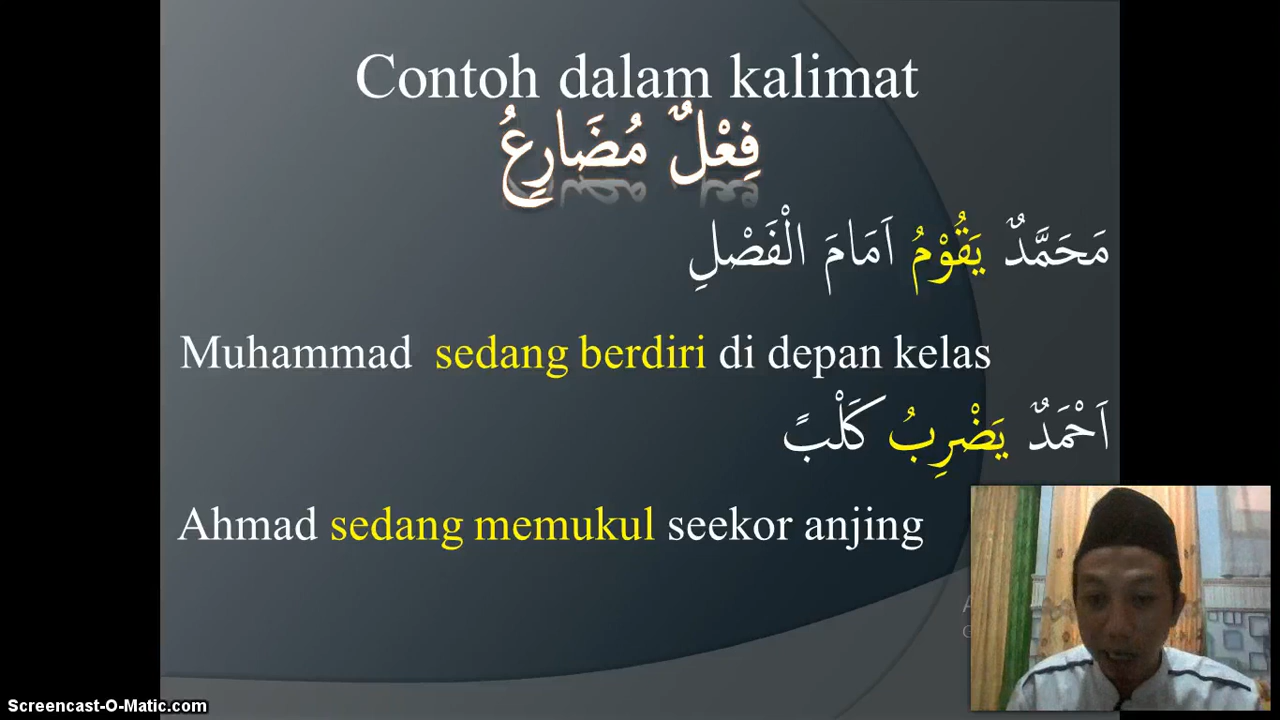 Contoh dalam kalimat
فِعْلٌ مُضَارِعُ
مَحَمَّدٌ يَقُوْمُ اَمَامَ الْفَصْلِ
Muhammad sedang berdiri di depan kelas
اَحْمَدٌ يَضْرِبُ كَلْبً
Ahmad sedang memukul seekor anjing
Screencast-O-Matic.com